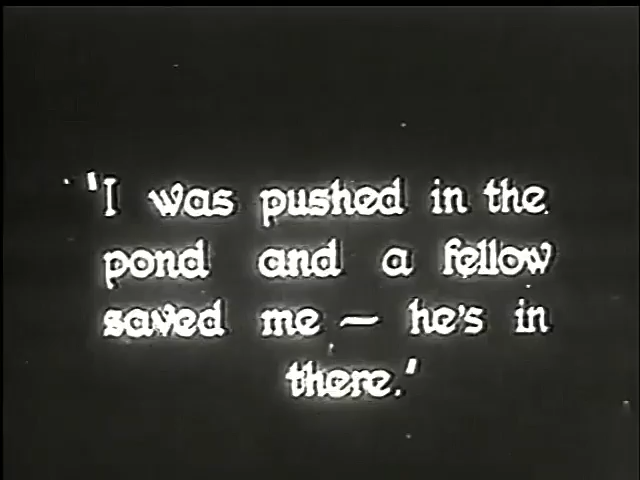 "I was pushed in the
pond and a fellow
saved me — he's in
there."